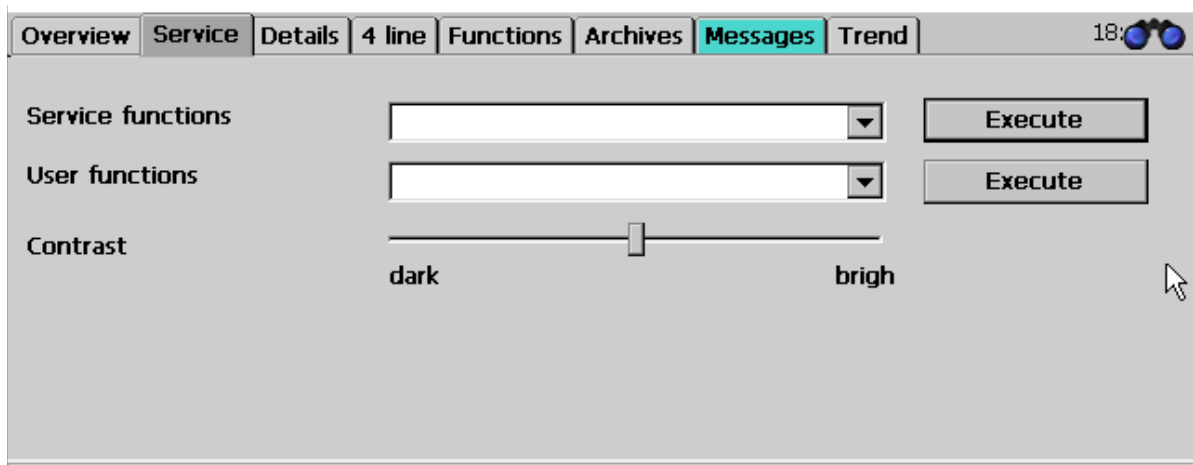 Overview Service Details 4 line Functions Archives Messages Trend 18:
Service functions Execute
User functions Execute
Contrast
dark brigh